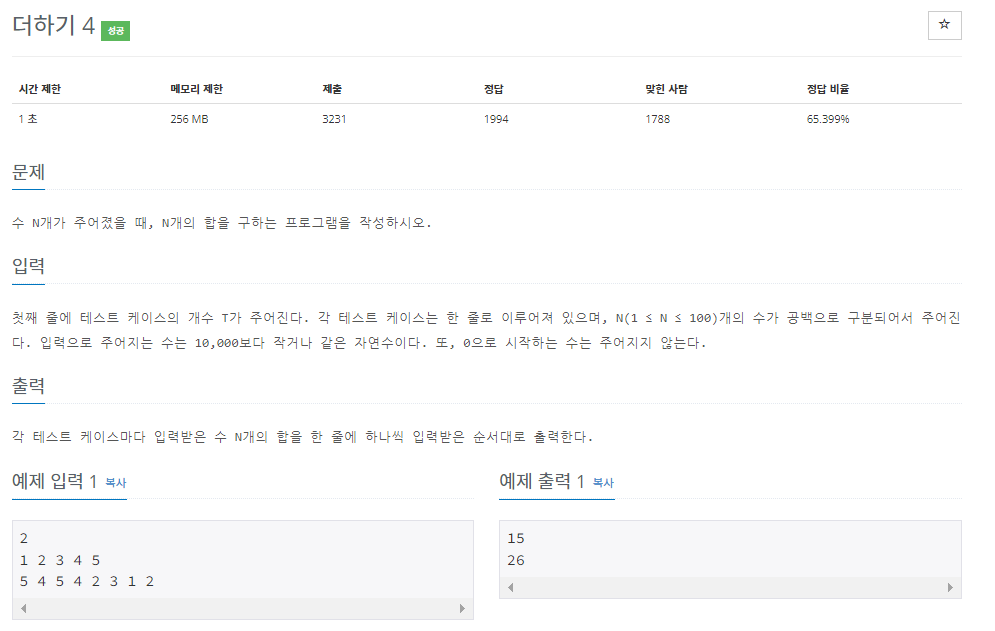 더하기 4 성공
☆
시간 제한 메모리 제한 제출 정답 맞힌 사람 정답 비율
1 초 256 MB 3231 1994 1788 65.399%
문제
수 N개가 주어졌을 때, N개의 합을 구하는 프로그램을 작성하시오.
입력
첫째 줄에 테스트 케이스의 개수 T가 주어진다. 각 테스트 케이스는 한 줄로 이루어져 있으며, N(1 ≤ N ≤ 100)개의 수가 공백으로 구분되어서 주어진
다. 입력으로 주어지는 수는 10,000보다 작거나 같은 자연수이다. 또, 0으로 시작하는 수는 주어지지 않는다.
출력
각 테스트 케이스마다 입력받은 수 N개의 합을 한 줄에 하나씩 입력받은 순서대로 출력한다.
예제 입력 1 복사
2
1 2 3 4 5
5 4 5 4 2 3 1 2
예제 출력 1 복사
15
26